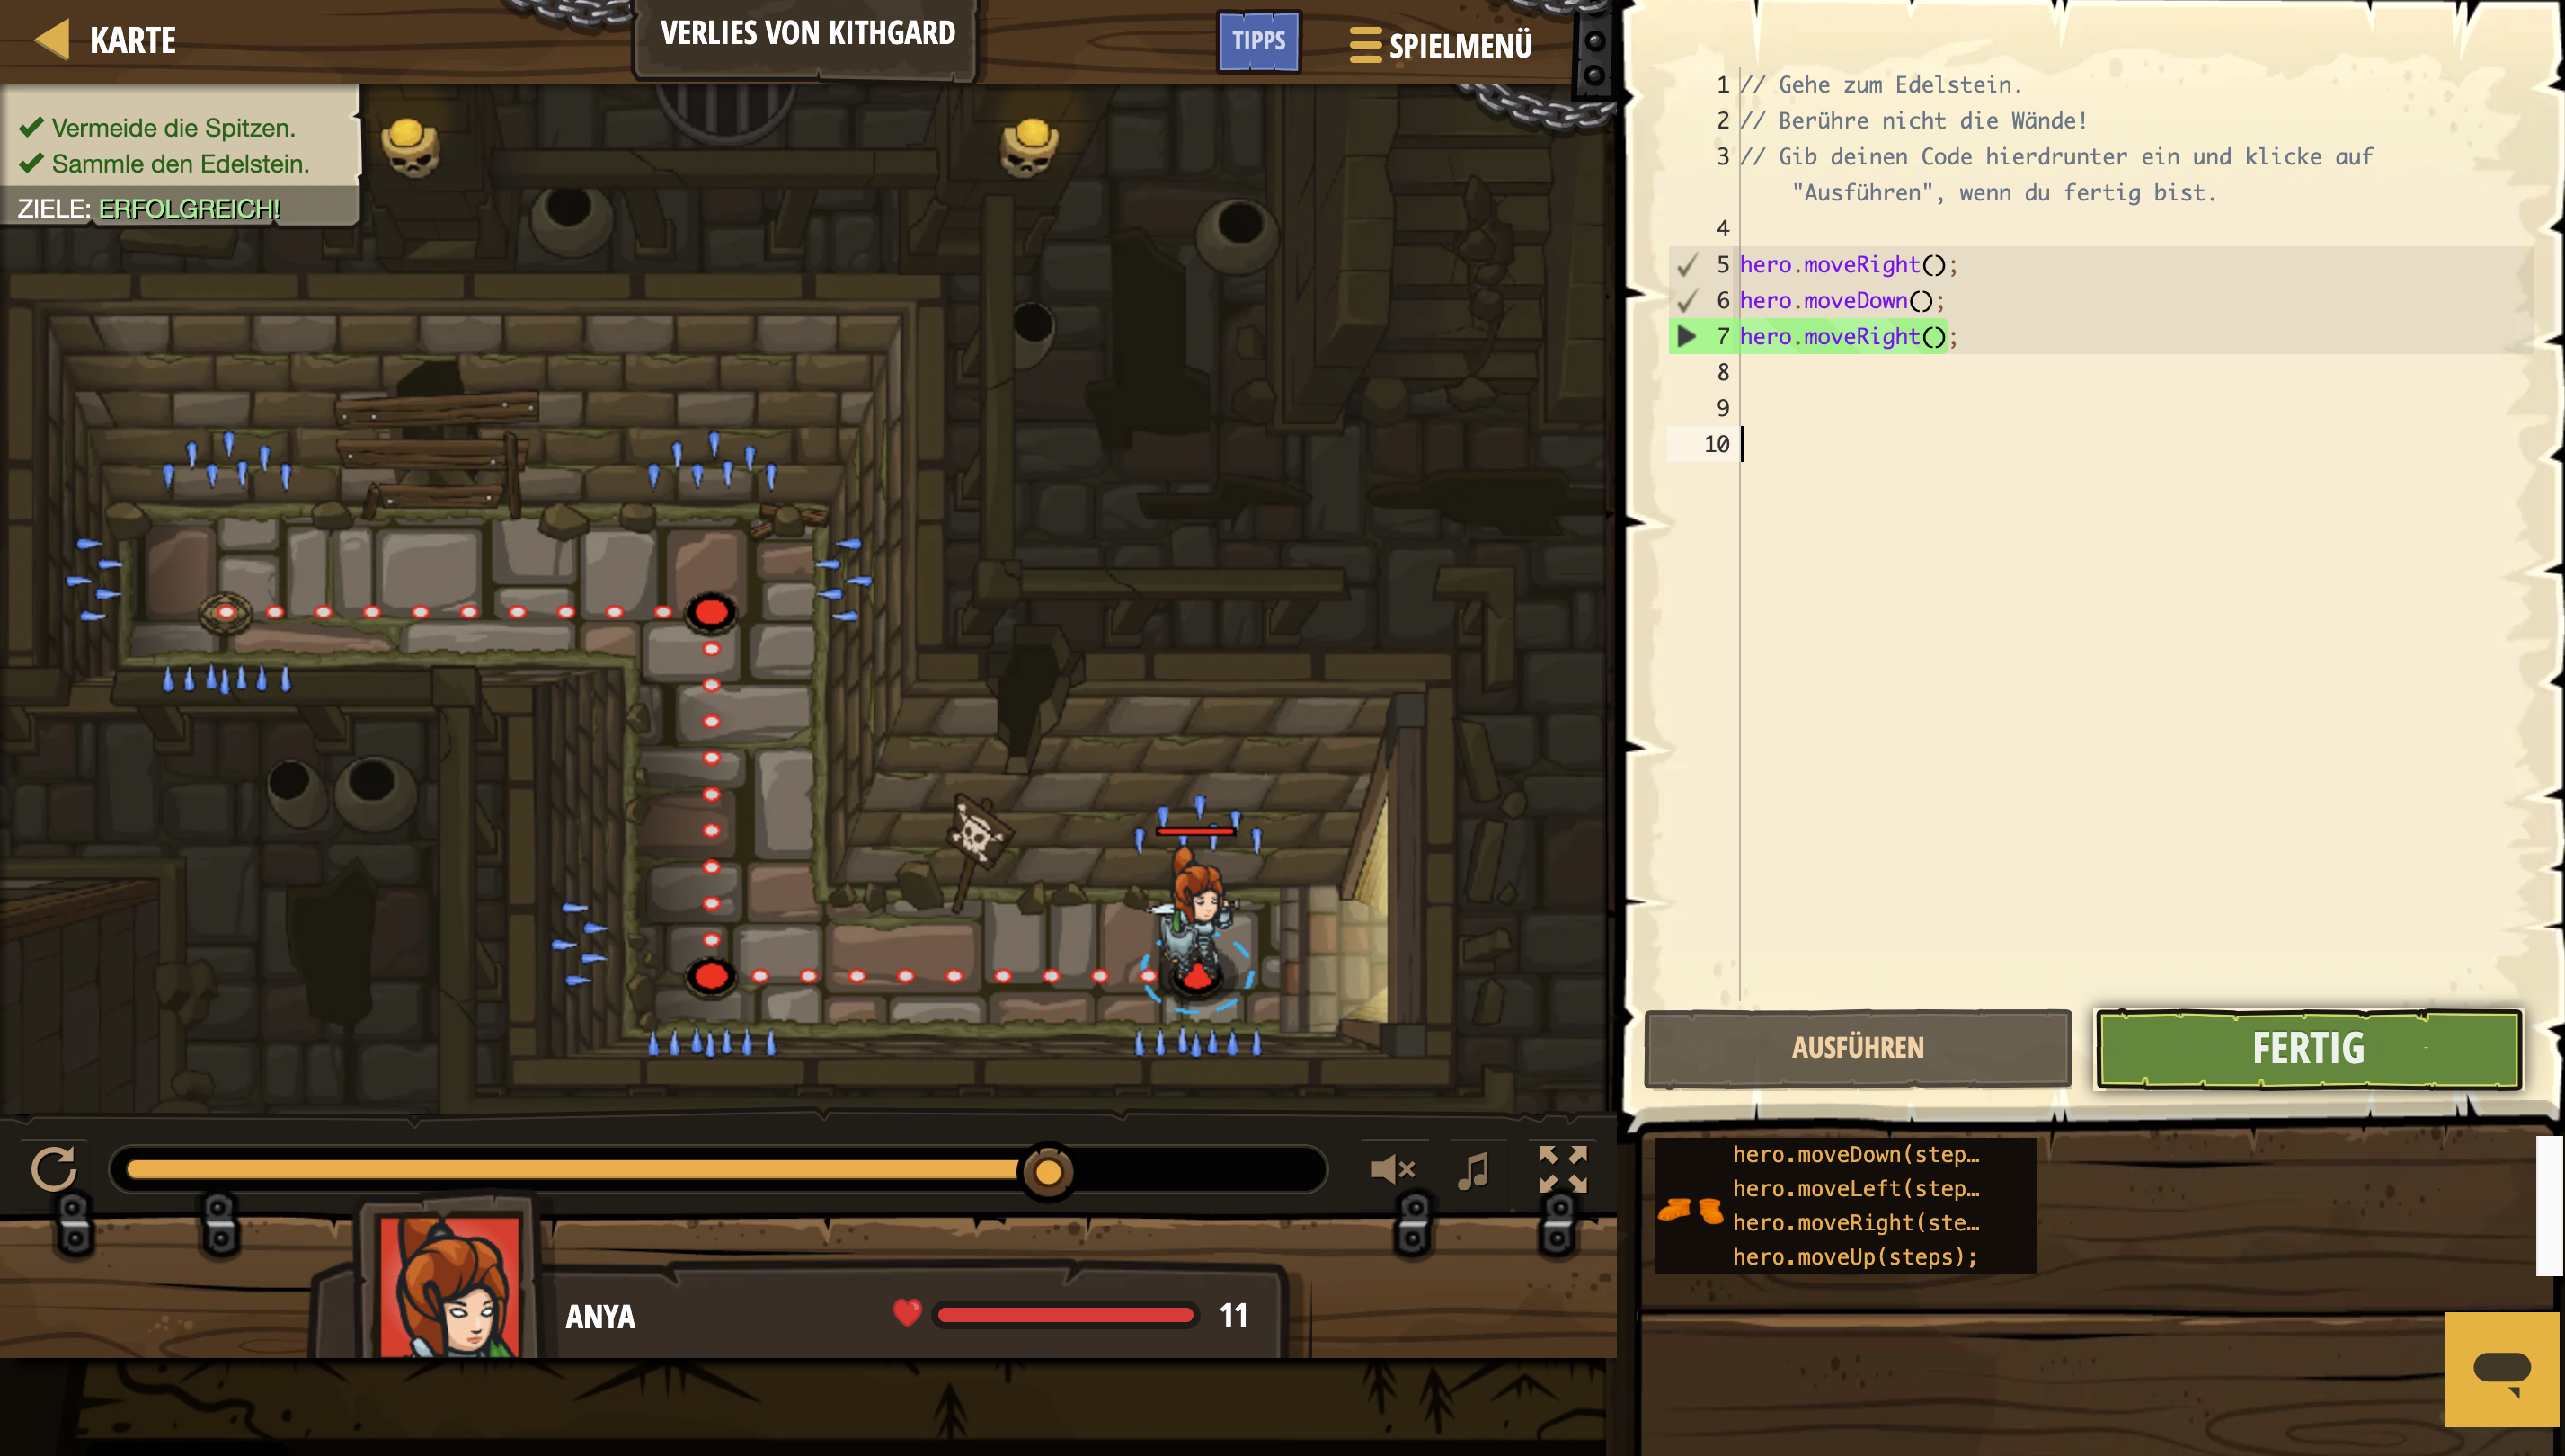 KARTE
VERLIES VON KITHGARD
TIPPS
SPIELMENÜ
Vermeide die Spitzen.
Sammle den Edelstein.
ZIELE: ERFOLGREICH!
1 // Gehe zum Edelstein.
2 // Berühre nicht die Wände!
3 // Gib deinen Code hierdrunter ein und klicke auf
"Ausführen", wenn du fertig bist.
4
5 hero.moveRight();
6 hero.moveDown();
7 hero.moveRight();
8
9
10
AUSFÜHREN
FERTIG
hero.moveDown(step…
hero.moveLeft(step…
hero.moveRight(ste…
hero.moveUp(steps);
ANYA
11